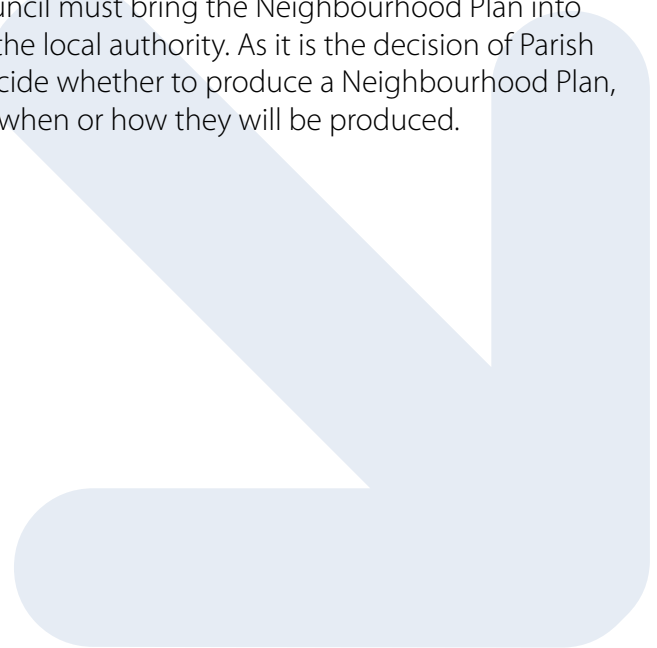 uncil must bring the Neighbourhood Plan into
the local authority. As it is the decision of Parish
cide whether to produce a Neighbourhood Plan,
when or how they will be produced.